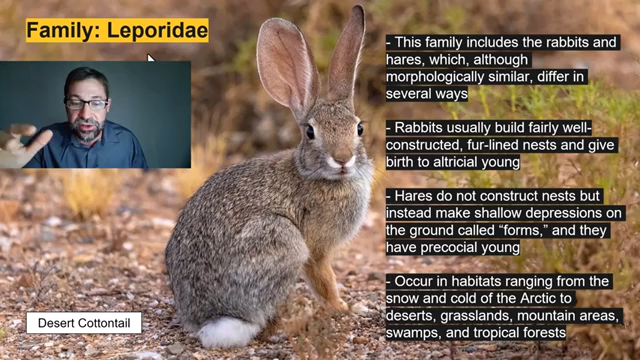 Family: Leporidae
- This family includes the rabbits and
hares, which, although
morphologically similar, differ in
several ways
- Rabbits usually build fairly well-
constructed, fur-lined nests and give
birth to altricial young
- Hares do not construct nests but
instead make shallow depressions on
the ground called “forms,” and they
have precocial young
- Occur in habitats ranging from the
snow and cold of the Arctic to
deserts, grasslands, mountain areas,
swamps, and tropical forests
Desert Cottontail